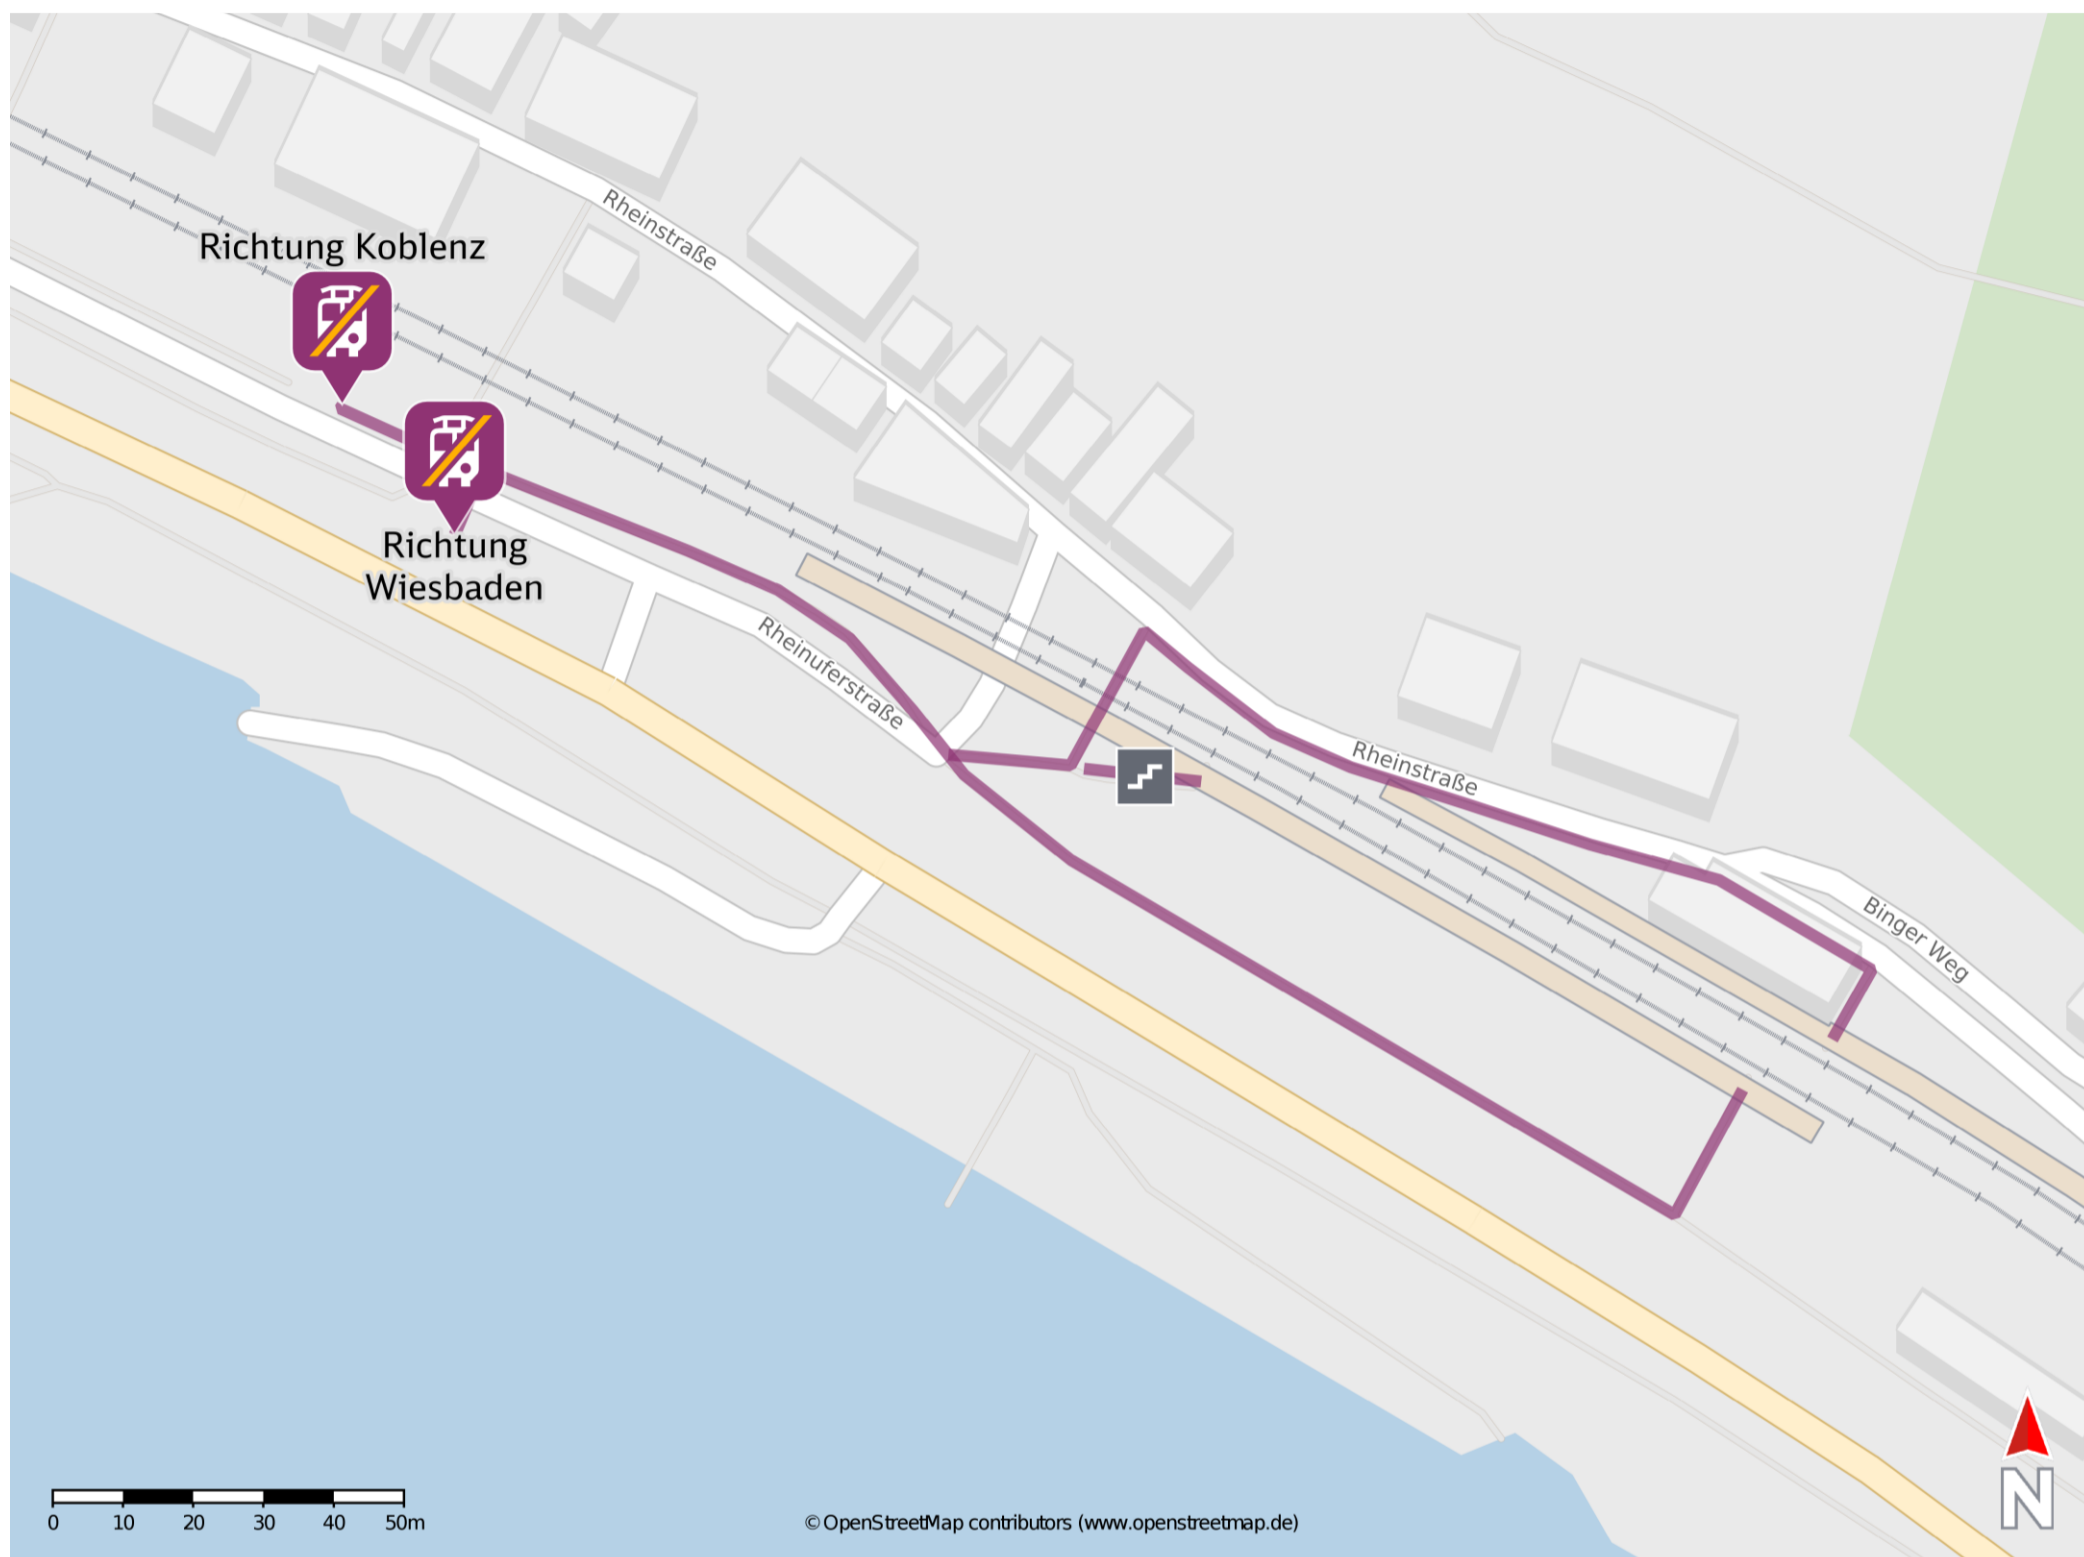 Rheinstraße
Richtung Koblenz
Richtung
Wiesbaden
Rheinuferstraße
Rheinstraße
Binger Weg
N
0 10 20 30 40 50m
© OpenStreetMap contributors (www.openstreetmap.de)